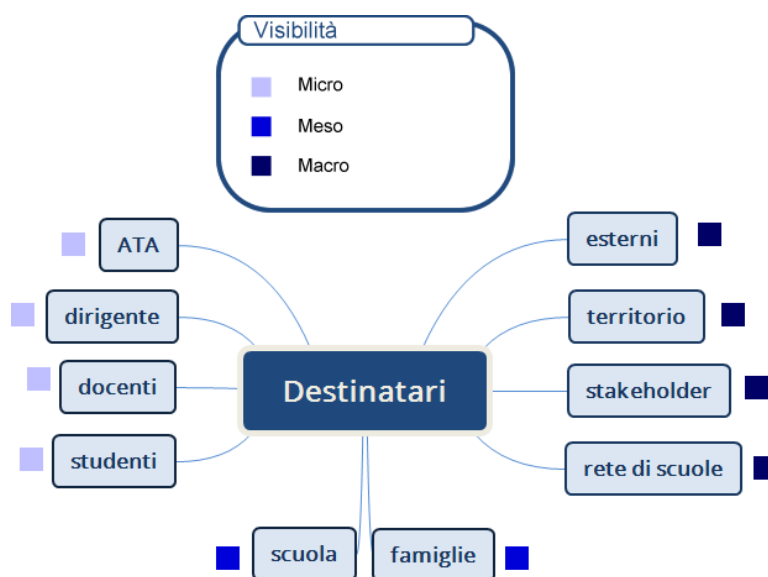 Visibilità
Micro
Meso
Macro
ATA
esterni
dirigente
territorio
Destinatari
docenti
stakeholder
studenti
rete di scuole
scuola
famiglie